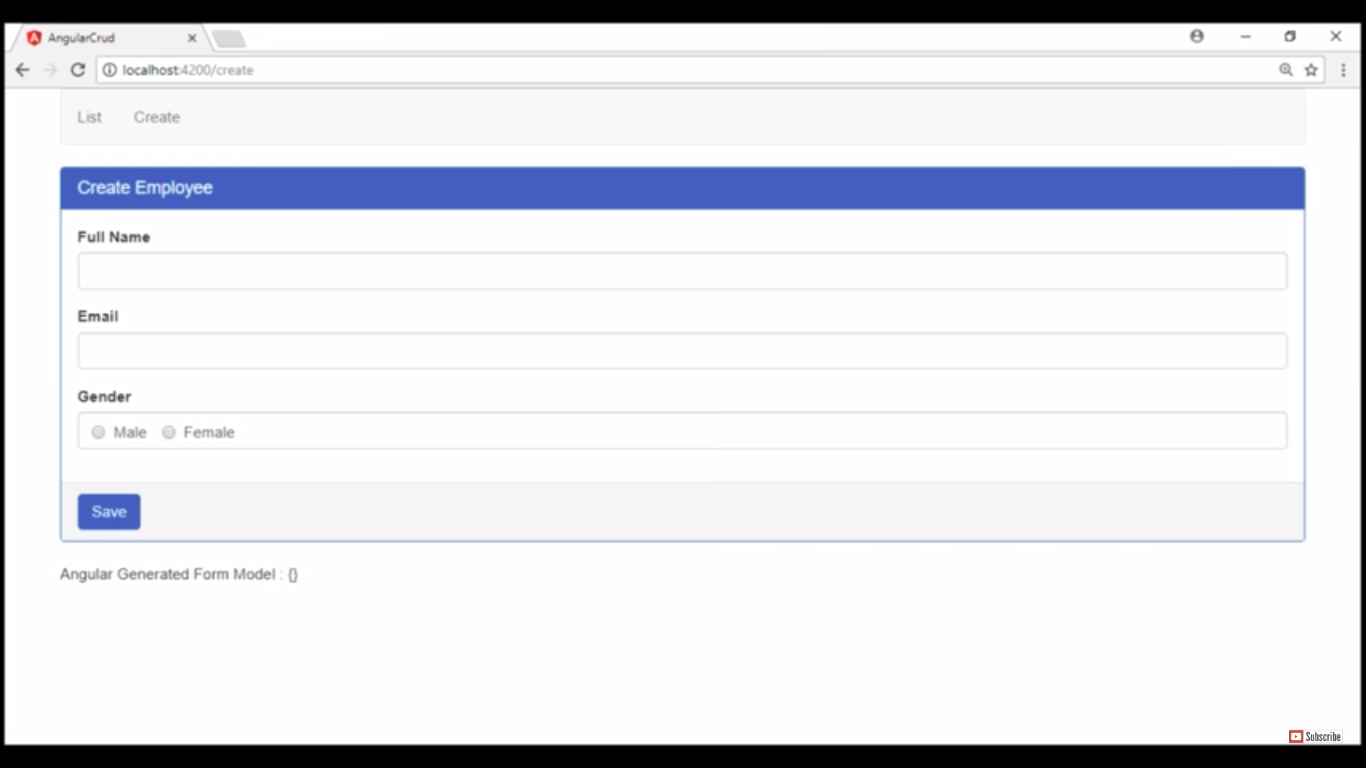 AngularCrud
localhost:4200/create
List Create
Create Employee
Full Name
Email
Gender
Male Female
Save
Angular Generated Form Model : {}
Subscribe